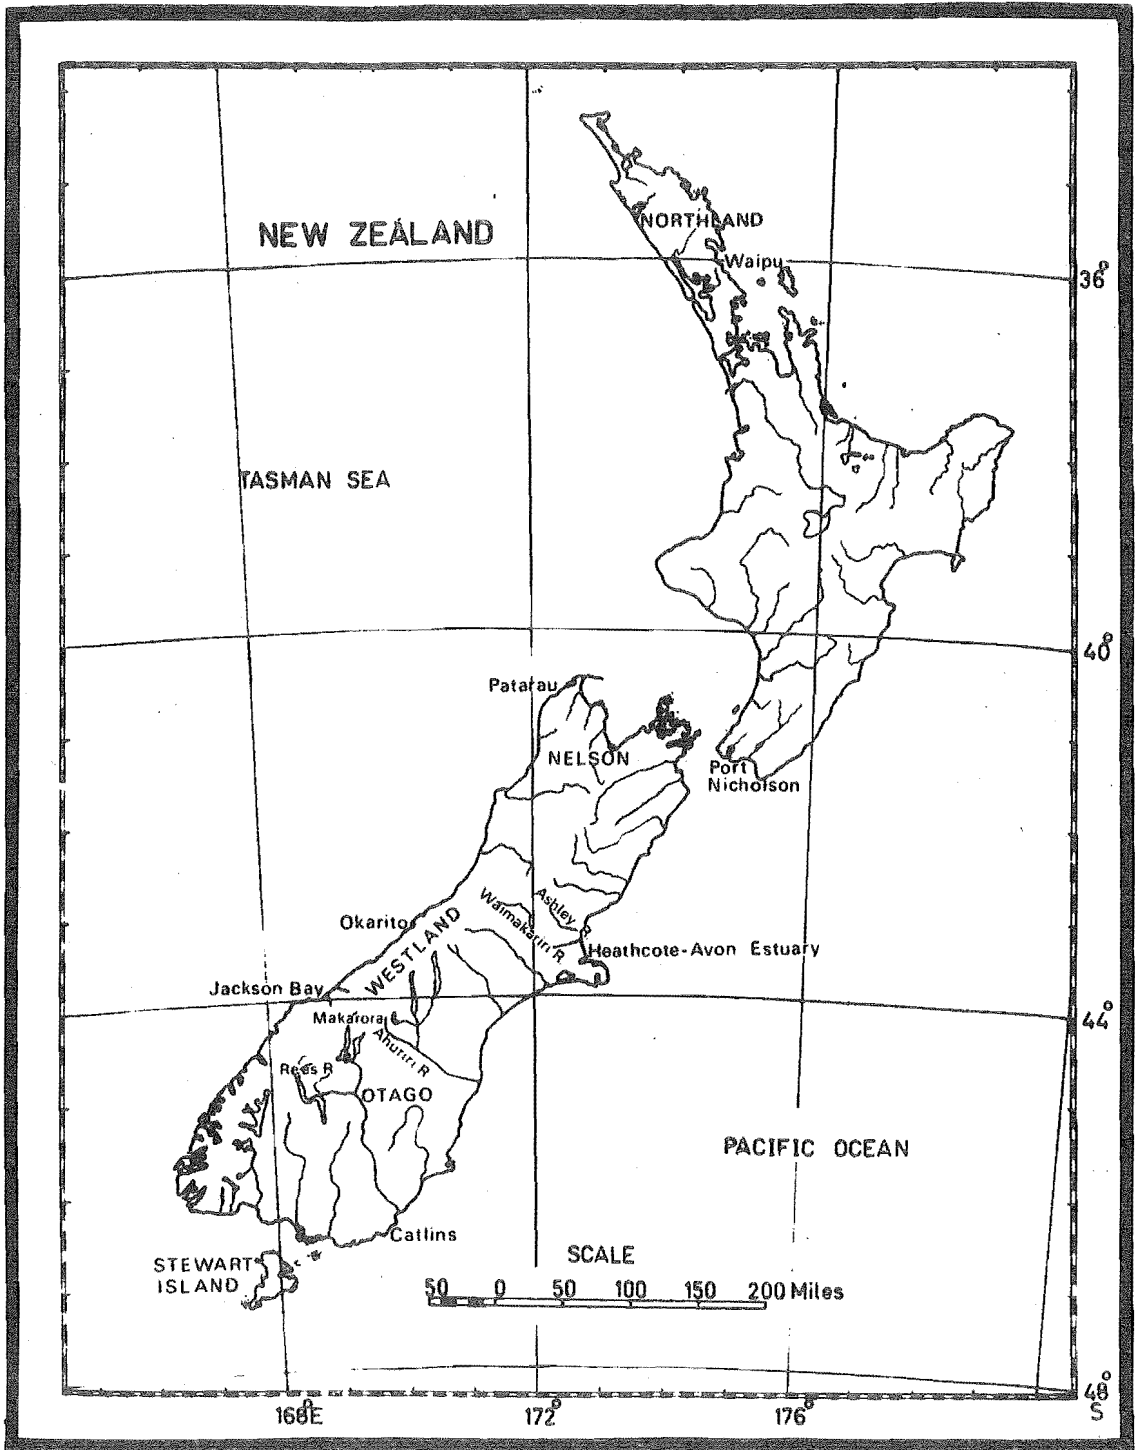 NEW ZEALAND
NORTHLAND
Waipu
36°
TASMAN SEA
40°
Patarau
NELSON
Port
Nicholson
Ashley
Waimakariri R
Okarito
WESTLAND
Heathcote-Avon Estuary
Jackson Bay
44°
Makarora
Ahuriri R
Rees R
OTAGO
PACIFIC OCEAN
Catlins
STEWART
ISLAND
SCALE
50 0 50 100 150 200 Miles
48°
S
168°E 172° 176°